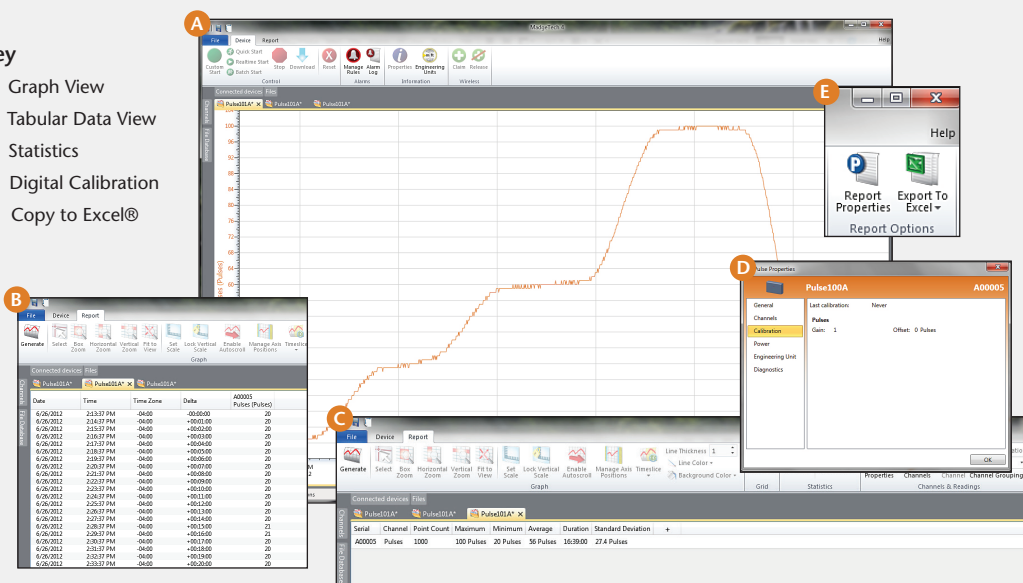 ey
Graph View
Tabular Data View
Statistics
Digital Calibration
Copy to Excel®
A
MadgeTech 4
File Device Report
Help
Custom Start
Quick Start
Realtime Start
Batch Start
Stop Download Reset
Manage Rules Alarm Log
Properties Engineering Units
Claim Release
Control Alarms Information Wireless
Connected devices Files
Channels
File Database
Pulse101A* Pulse101A* Pulse101A*
100
96
92
88
84
80
76
72
68
64
60
es (Pulses)
E
Help
Report Properties
Export To Excel
Report Options
D
Pulse Properties
Pulse100A A00005
General
Channels
Calibration
Power
Engineering Unit
Diagnostics
Last calibration: Never
Pulses
Gain: 1 Offset: 0 Pulses
OK
B
File Device Report
Generate Select Box Zoom Horizontal Zoom Vertical Zoom Fit to View Set Scale Lock Vertical Scale Enable Autoscroll Manage Axis Positions Timeslice
Graph
Connected devices Files
Channels
File Database
Pulse101A* Pulse101A* Pulse101A*
Date Time Time Zone Delta A00005 Pulses (Pulses)
6/26/2012 2:13:37 PM -04:00 -00:00:00 20
6/26/2012 2:14:37 PM -04:00 +00:01:00 20
6/26/2012 2:15:37 PM -04:00 +00:02:00 20
6/26/2012 2:16:37 PM -04:00 +00:03:00 20
6/26/2012 2:17:37 PM -04:00 +00:04:00 20
6/26/2012 2:18:37 PM -04:00 +00:05:00 20
6/26/2012 2:19:37 PM -04:00 +00:06:00 20
6/26/2012 2:20:37 PM -04:00 +00:07:00 20
6/26/2012 2:21:37 PM -04:00 +00:08:00 20
6/26/2012 2:22:37 PM -04:00 +00:09:00 20
6/26/2012 2:23:37 PM -04:00 +00:10:00 20
6/26/2012 2:24:37 PM -04:00 +00:11:00 20
6/26/2012 2:25:37 PM -04:00 +00:12:00 20
6/26/2012 2:26:37 PM -04:00 +00:13:00 20
6/26/2012 2:27:37 PM -04:00 +00:14:00 20
6/26/2012 2:28:37 PM -04:00 +00:15:00 21
6/26/2012 2:29:37 PM -04:00 +00:16:00 21
6/26/2012 2:30:37 PM -04:00 +00:17:00 20
6/26/2012 2:31:37 PM -04:00 +00:18:00 20
6/26/2012 2:32:37 PM -04:00 +00:19:00 20
6/26/2012 2:33:37 PM -04:00 +00:20:00 20
C
File Device Report
Generate Select Box Zoom Horizontal Zoom Vertical Zoom Fit to View Set Scale Lock Vertical Scale Enable Autoscroll Manage Axis Positions Timeslice
Line Thickness 1
Line Color
Background Color
Properties Channels Channel Channel Grouping
Graph Grid Statistics Channels & Readings
Connected devices Files
Channels
File Database
Pulse101A* Pulse101A* Pulse101A*
Serial Channel Point Count Maximum Minimum Average Duration Standard Deviation +
A00005 Pulses 1000 100 Pulses 20 Pulses 56 Pulses 16:39:00 27.4 Pulses